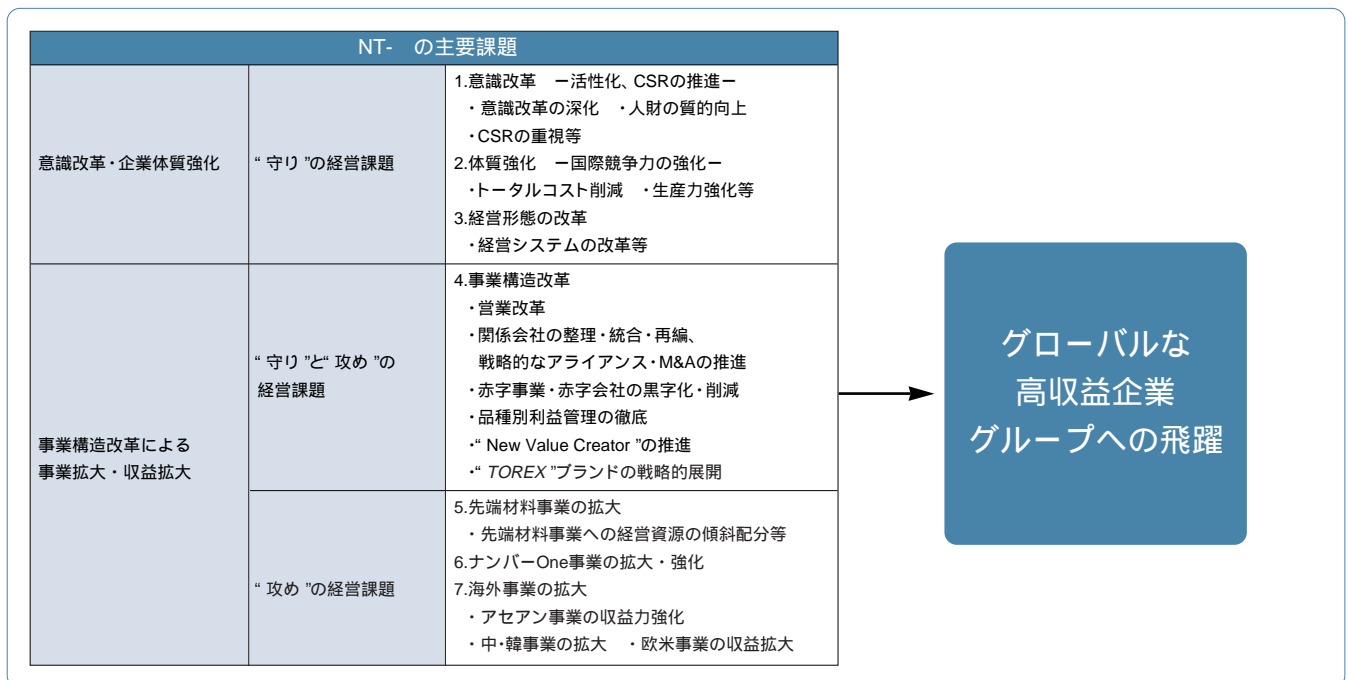 NT-　の主要課題
意識改革・企業体質強化
“守り”の経営課題
1.意識改革　ー活性化、CSRの推進ー
・意識改革の深化　・人財の質的向上
・CSRの重視等
2.体質強化　ー国際競争力の強化ー
・トータルコスト削減　・生産力強化等
3.経営形態の改革
・経営システムの改革等
事業構造改革による
事業拡大・収益拡大
“守り”と“攻め”の
経営課題
4.事業構造改革
・営業改革
・関係会社の整理・統合・再編、
戦略的なアライアンス・M&Aの推進
・赤字事業・赤字会社の黒字化・削減
・品種別利益管理の徹底
・“New Value Creator”の推進
・“TOREX”ブランドの戦略的展開
“攻め”の経営課題
5.先端材料事業の拡大
・先端材料事業への経営資源の傾斜配分等
6.ナンバーOne事業の拡大・強化
7.海外事業の拡大
・アセアン事業の収益力強化
・中・韓事業の拡大　・欧米事業の収益拡大
グローバルな
高収益企業
グループへの飛躍